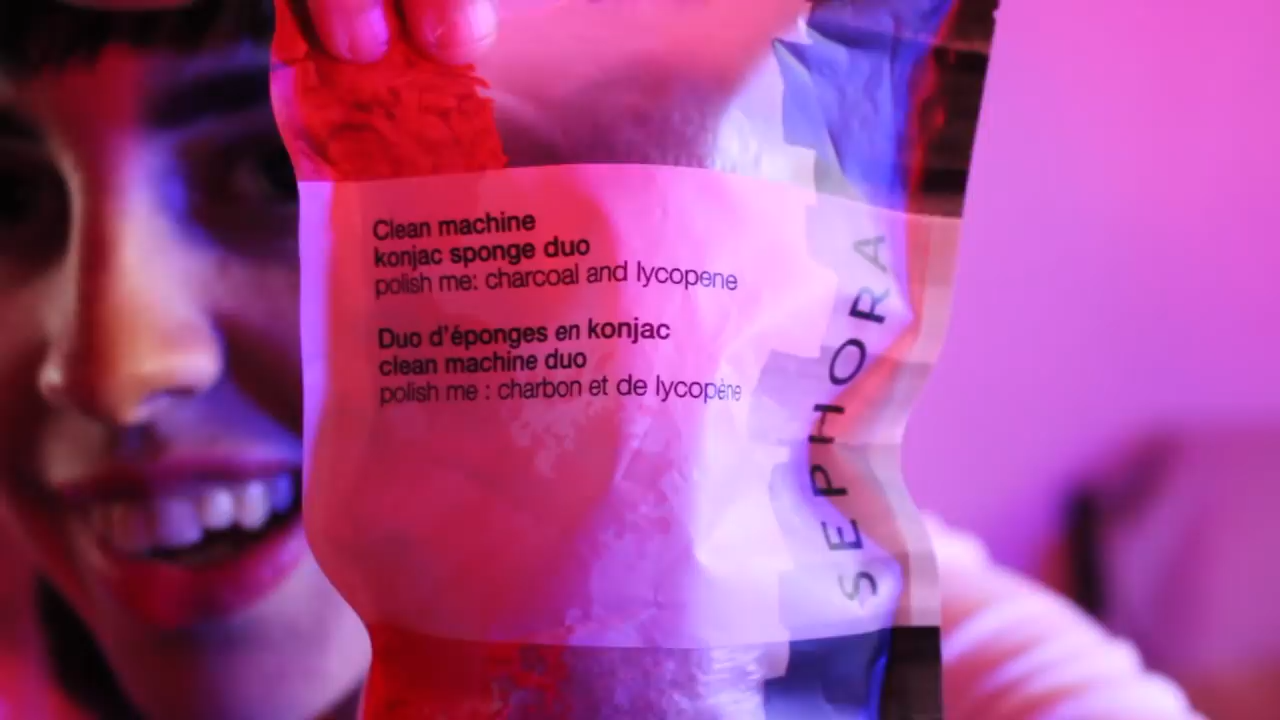 Clean machine
konjac sponge duo
polish me: charcoal and lycopene
Duo d'éponges en konjac
clean machine duo
polish me : charbon et de lycopène
SEPHORA